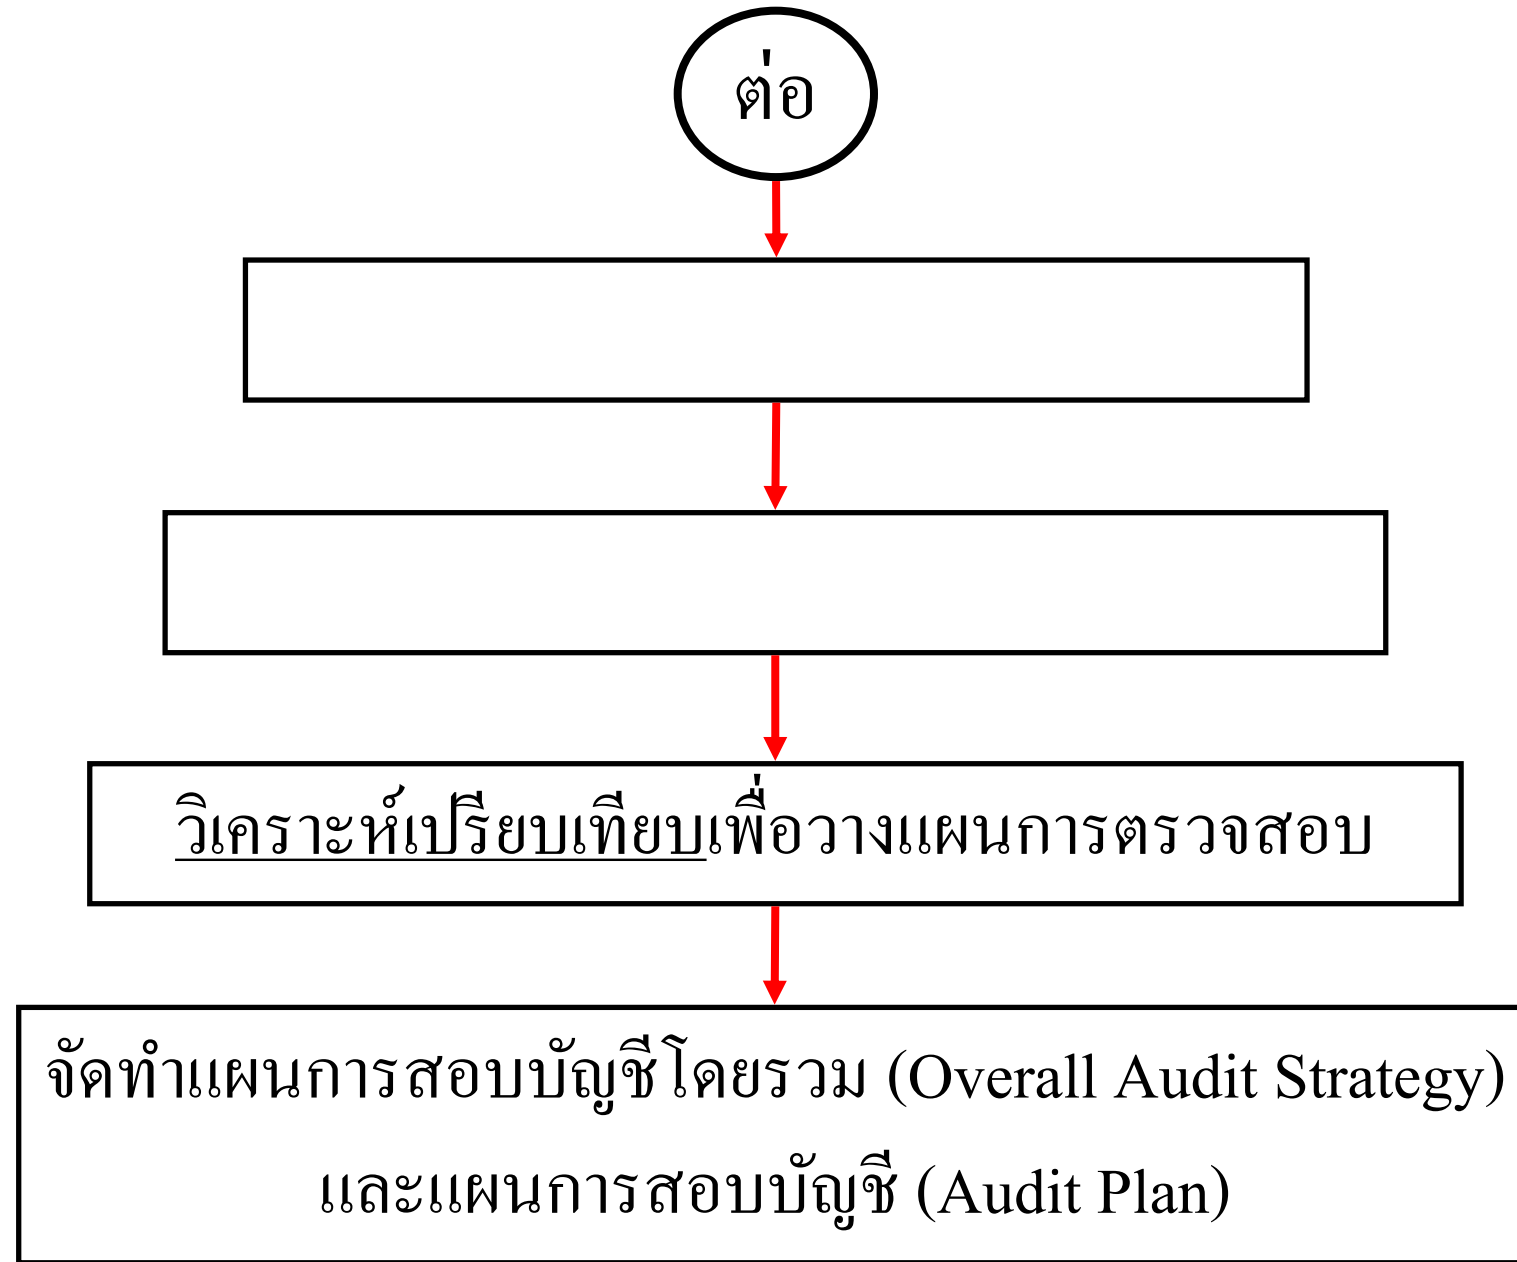 ต่อ
วิเคราะห์เปรียบเทียบเพื่อวางแผนการตรวจสอบ
จัดทำแผนการสอบบัญชีโดยรวม (Overall Audit Strategy)
และแผนการสอบบัญชี (Audit Plan)